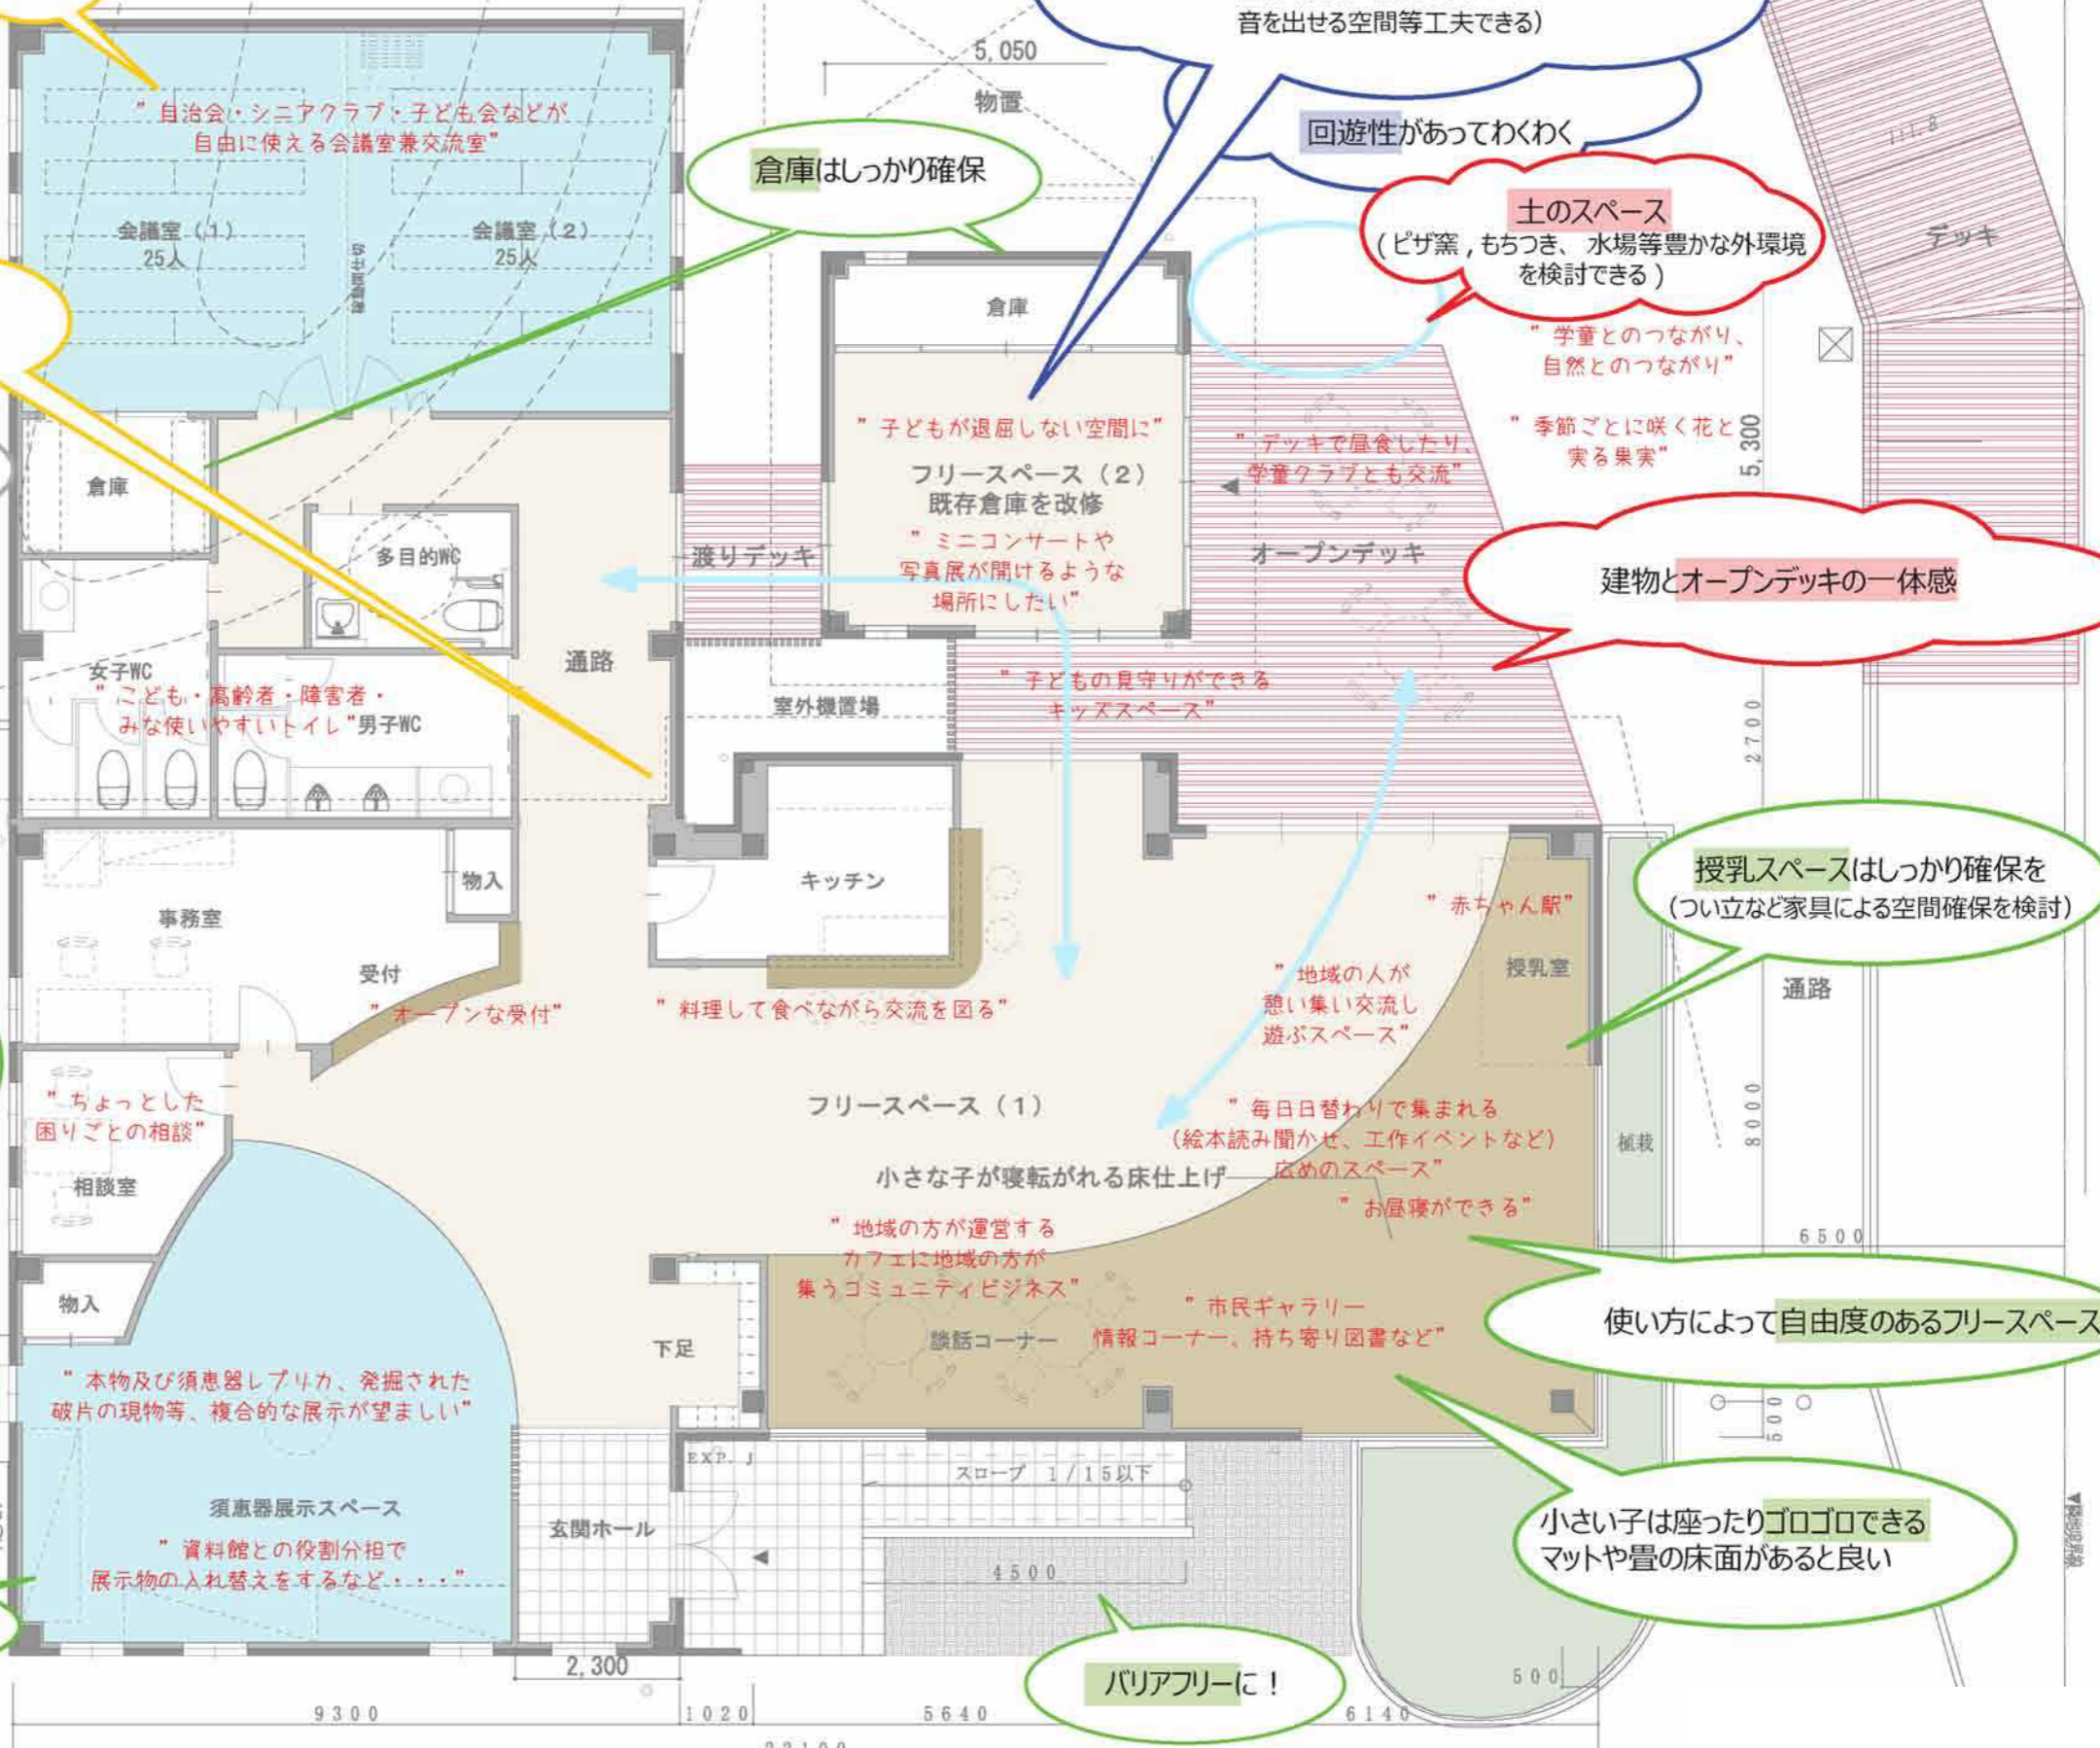 音を出せる空間等工夫できる)
5,050
物置
回遊性があってわくわく
1:1.8
デッキ
" 自治会・シニアクラブ・子ども会などが
自由に使える会議室兼交流室"
倉庫はしっかり確保
土のスペース
(ピザ窯,もちつき、水場等豊かな外環境
を検討できる)
会議室(1)
25人
会議室(2)
25人
倉庫
" 学童とのつながり、
自然とのつながり"
" 季節ごとに咲く花と
実る果実"
5,300
" 子どもが退屈しない空間に"
フリースペース(2)
既存倉庫を改修
" ミニコンサートや
写真展が開けるような
場所にしたい"
" デッキで昼食したり、
学童クラブとも交流"
オープンデッキ
倉庫
多目的WC
渡りデッキ
建物とオープンデッキの一体感
通路
女子WC
" こども・高齢者・障害者・
みな使いやすいトイレ"
男子WC
室外機置場
" 子どもの見守りができる
キッズスペース"
2700
物入
キッチン
事務室
受付
" オープンな受付"
" 料理して食べながら交流を図る"
" 赤ちゃん駅"
授乳室
授乳スペースはしっかり確保を
(つい立など家具による空間確保を検討)
通路
" 地域の人が
憩い集い交流し
遊ぶスペース"
" ちょっとした
困りごとの相談"
相談室
フリースペース(1)
" 毎日日替わりで集まれる
(絵本読み聞かせ、工作イベントなど)
広めのスペース"
小さな子が寝転がれる床仕上げ
" お昼寝ができる"
植栽
8000
6500
物入
" 地域の方が運営する
カフェに地域の方が
集うコミュニティビジネス"
談話コーナー
" 市民ギャラリー
情報コーナー、持ち寄り図書など"
使い方によって自由度のあるフリースペース
下足
" 本物及び須恵器レプリカ、発掘された
破片の現物等、複合的な展示が望ましい"
500
須恵器展示スペース
" 資料館との役割分担で
展示物の入れ替えをするなど・・・"
玄関ホール
EXP. J
スロープ 1/15以下
4500
小さい子は座ったりゴロゴロできる
マットや畳の床面があると良い
バリアフリーに!
2,300
500
9300
1020
5640
6140